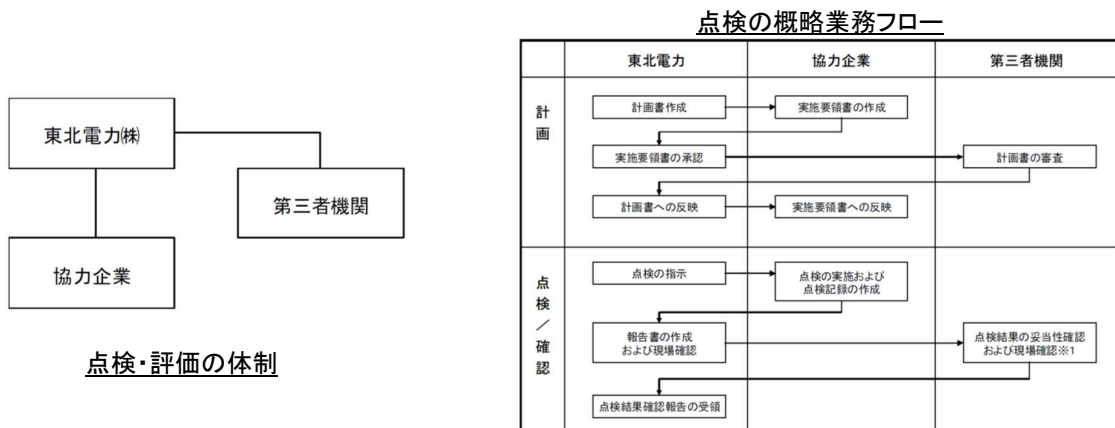 東北電力㈱
第三者機関
協力企業
点検・評価の体制
点検の概略業務フロー
東北電力
協力企業
第三者機関
計画
計画書作成
実施要領書の作成
実施要領書の承認
計画書の審査
計画書への反映
実施要領書への反映
点検／確認
点検の指示
点検の実施および
点検記録の作成
報告書の作成
および現場確認
点検結果の妥当性確認
および現場確認※1
点検結果確認報告の受領